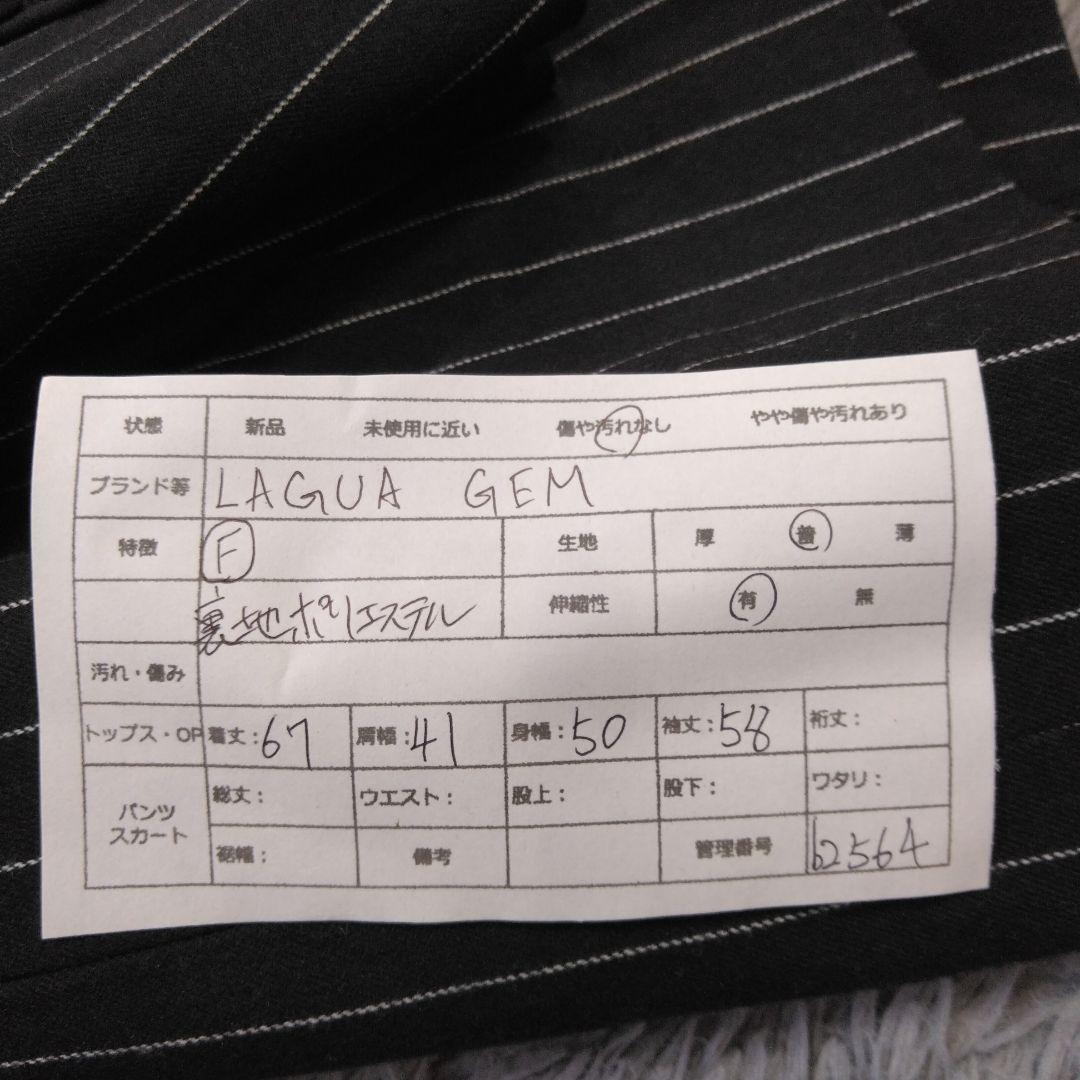 状態 新品 未使用に近い 傷や汚れなし やや傷や汚れあり
ブランド等 LAGUA GEM
特徴 F 生地 厚 普 薄
裏地ポリエステル 伸縮性 有 無
汚れ・傷み
トップス・OP 着丈:67 肩幅:41 身幅:50 袖丈:58 裄丈:
パンツ スカート 総丈: ウエスト: 股上: 股下: ワタリ:
裾幅: 備考 管理番号 b2564